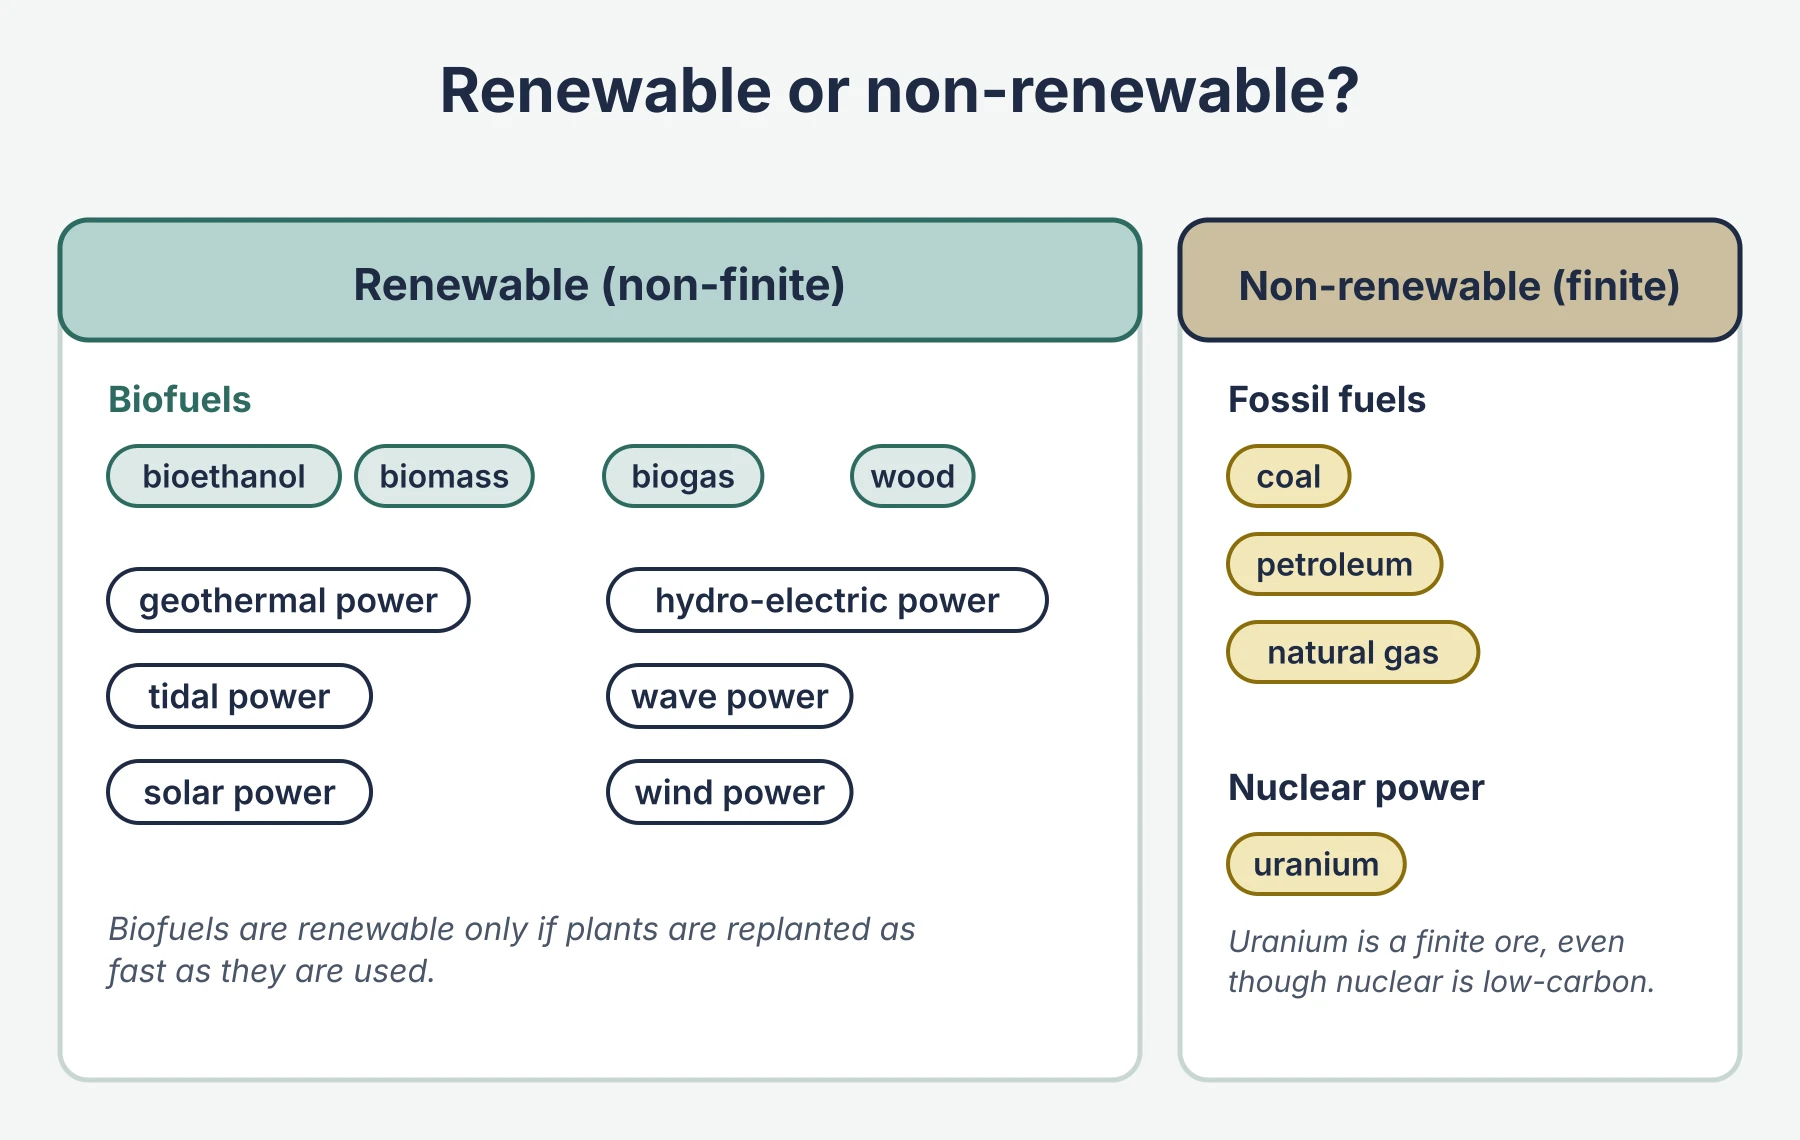 Renewable or non-renewable?
Renewable (non-finite)
Biofuels
bioethanol
biomass
biogas
wood
geothermal power
hydro-electric power
tidal power
wave power
solar power
wind power
Biofuels are renewable only if plants are replanted as
fast as they are used.
Non-renewable (finite)
Fossil fuels
coal
petroleum
natural gas
Nuclear power
uranium
Uranium is a finite ore, even
though nuclear is low-carbon.